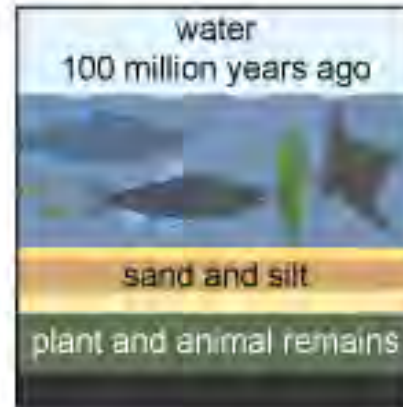 water
100 million years ago
sand and silt
plant and animal remains